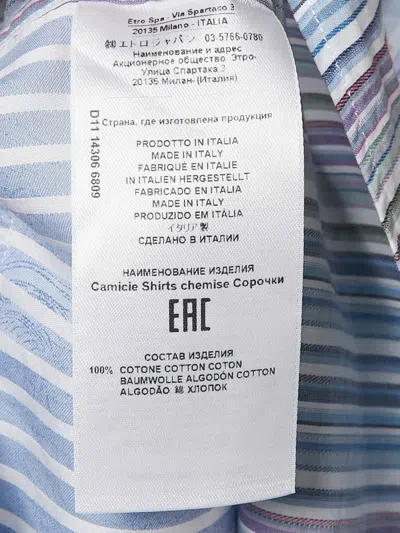 Etro Spa - Via Spartaco 3
20135 Milano - ITALIA
㈱エトロジャパン 03-5766-0780
Наименование и адрес
Акционерное общество Этро-
Улица Спартака 3
20135 Милан- (Италия)
D11 14306 6809
Страна, где изготовлена продукция
PRODOTTO IN ITALIA
MADE IN ITALY
FABRIQUÉ EN ITALIE
IN ITALIEN HERGESTELLT
FABRICADO EN ITALIA
MADE IN ITALY
PRODUZIDO EM ITÁLIA
イタリア製
СДЕЛАНО В ИТАЛИИ
НАИМЕНОВАНИЕ ИЗДЕЛИЯ
Camicie Shirts chemise Сорочки
EAC
СОСТАВ ИЗДЕЛИЯ
100% COTONE COTTON COTON
BAUMWOLLE ALGODÓN COTTON
ALGODÃO 綿 ХЛОПОК